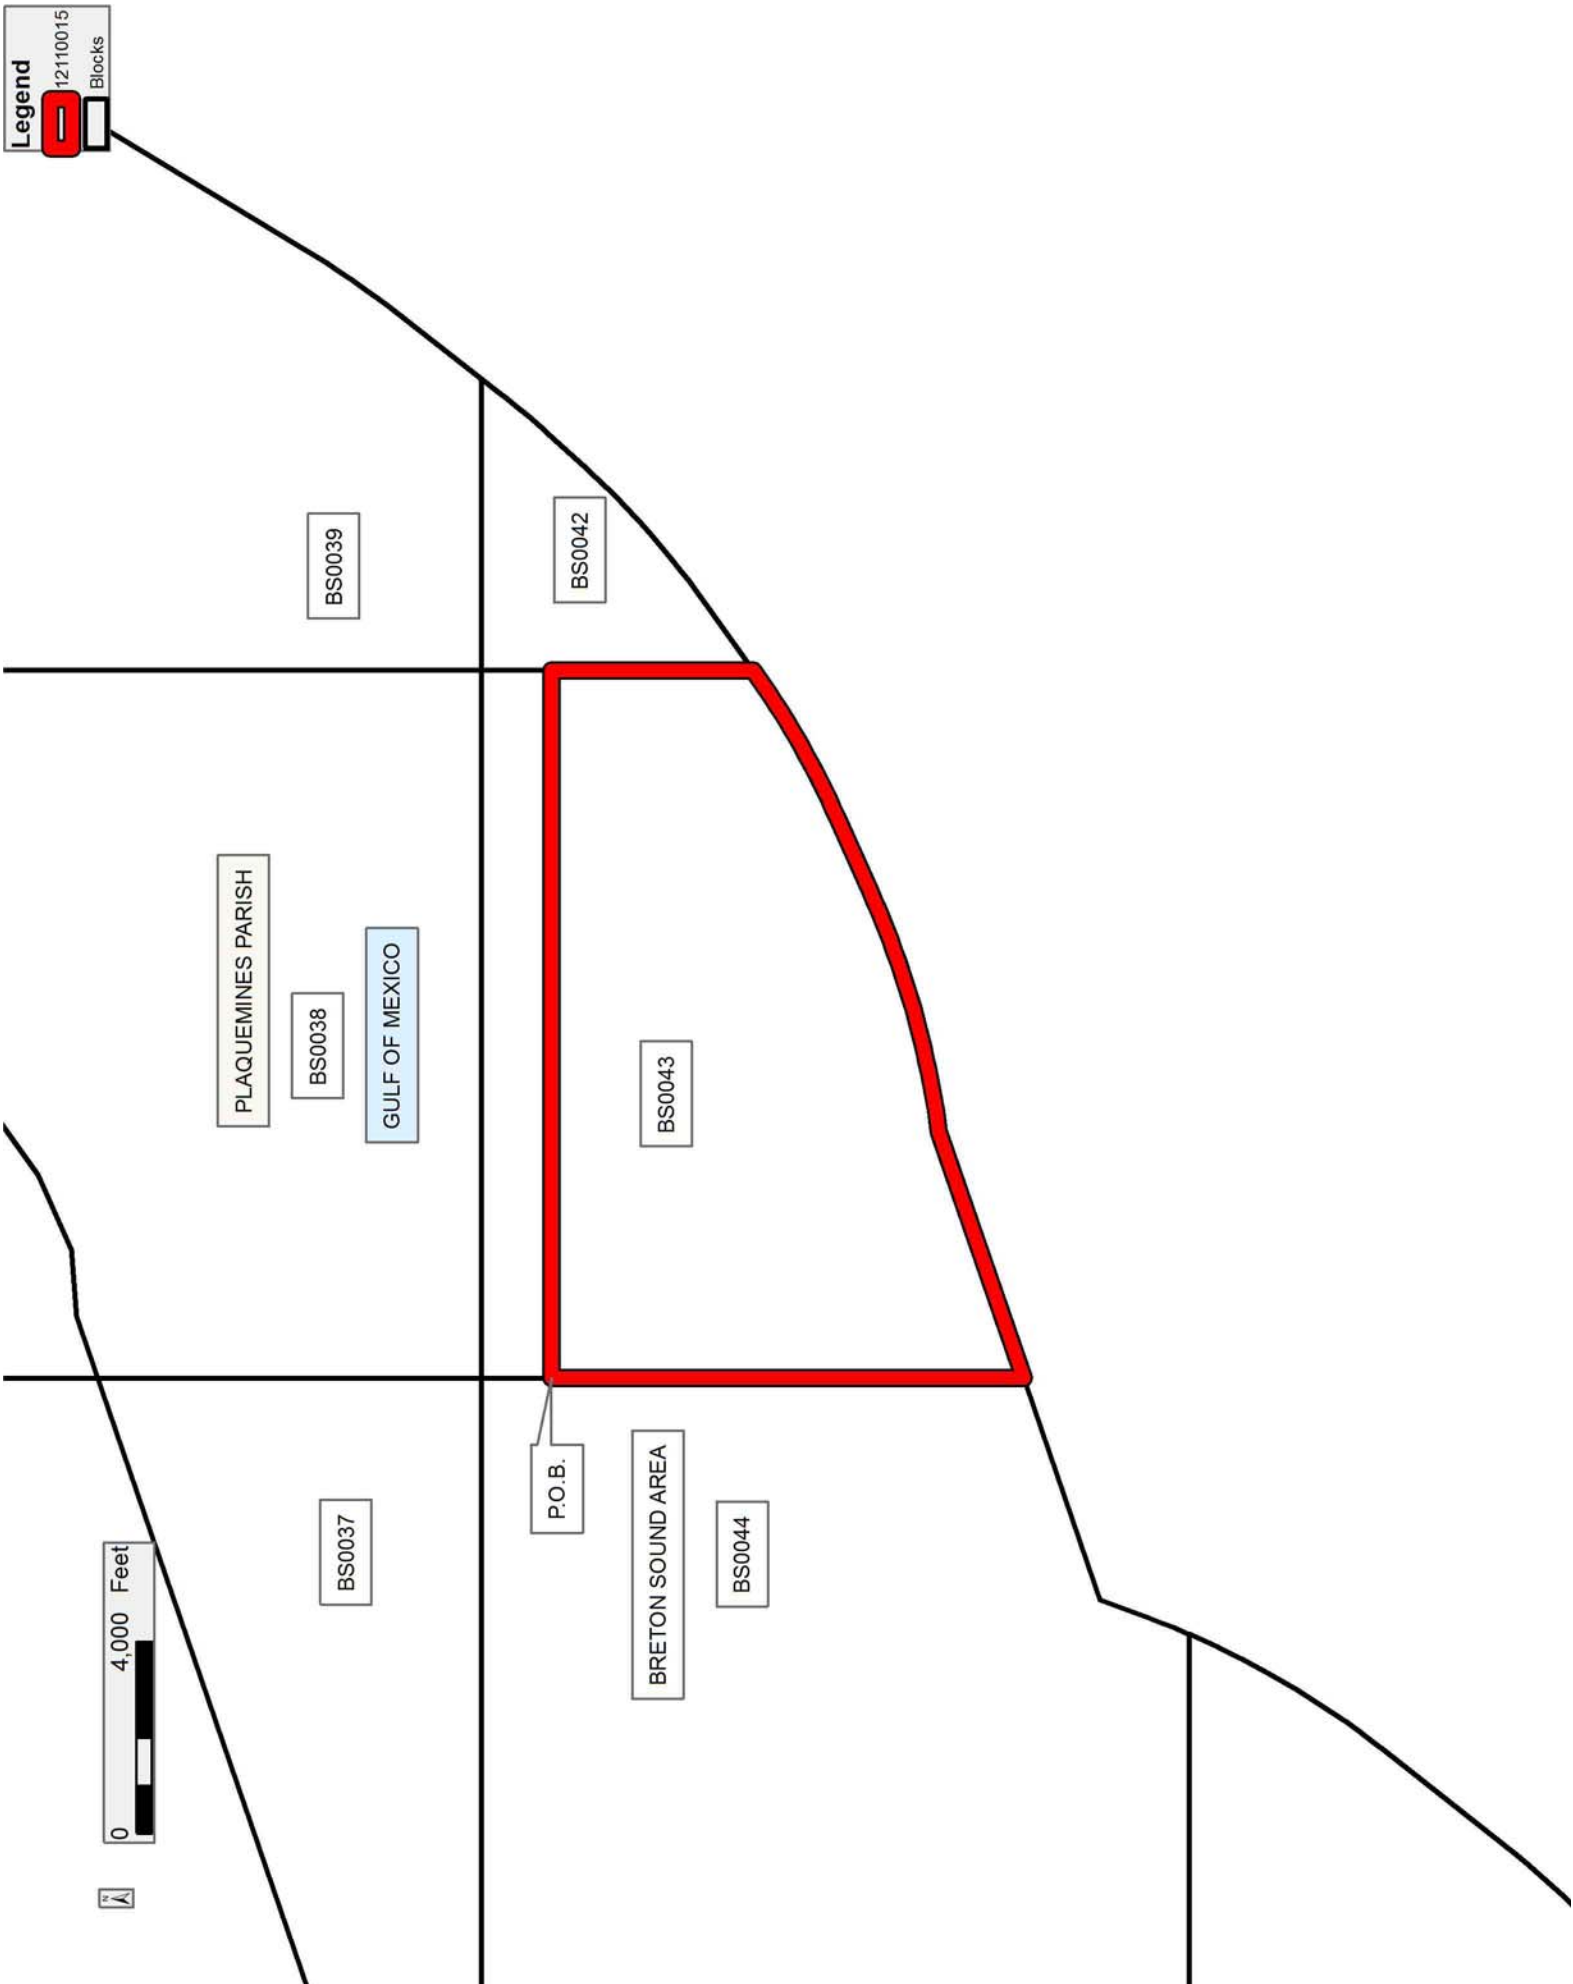 Legend
12110015
Blocks
BS0039
BS0042
PLAQUEMINES PARISH
BS0038
GULF OF MEXICO
BS0043
P.O.B.
BRETON SOUND AREA
BS0037
BS0044
0 4,000 Feet
N